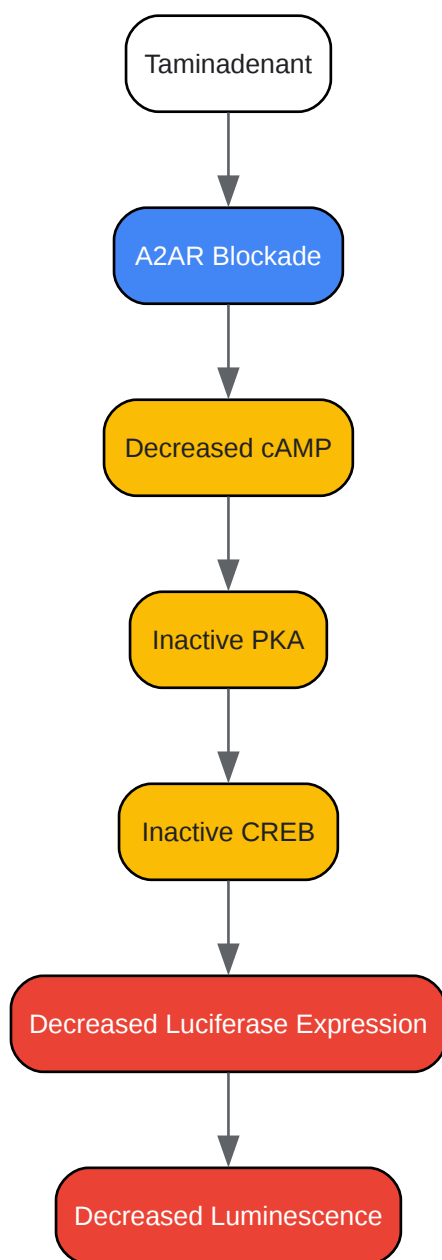 Taminadenant
A2AR Blockade
Decreased cAMP
Inactive PKA
Inactive CREB
Decreased Luciferase Expression
Decreased Luminescence